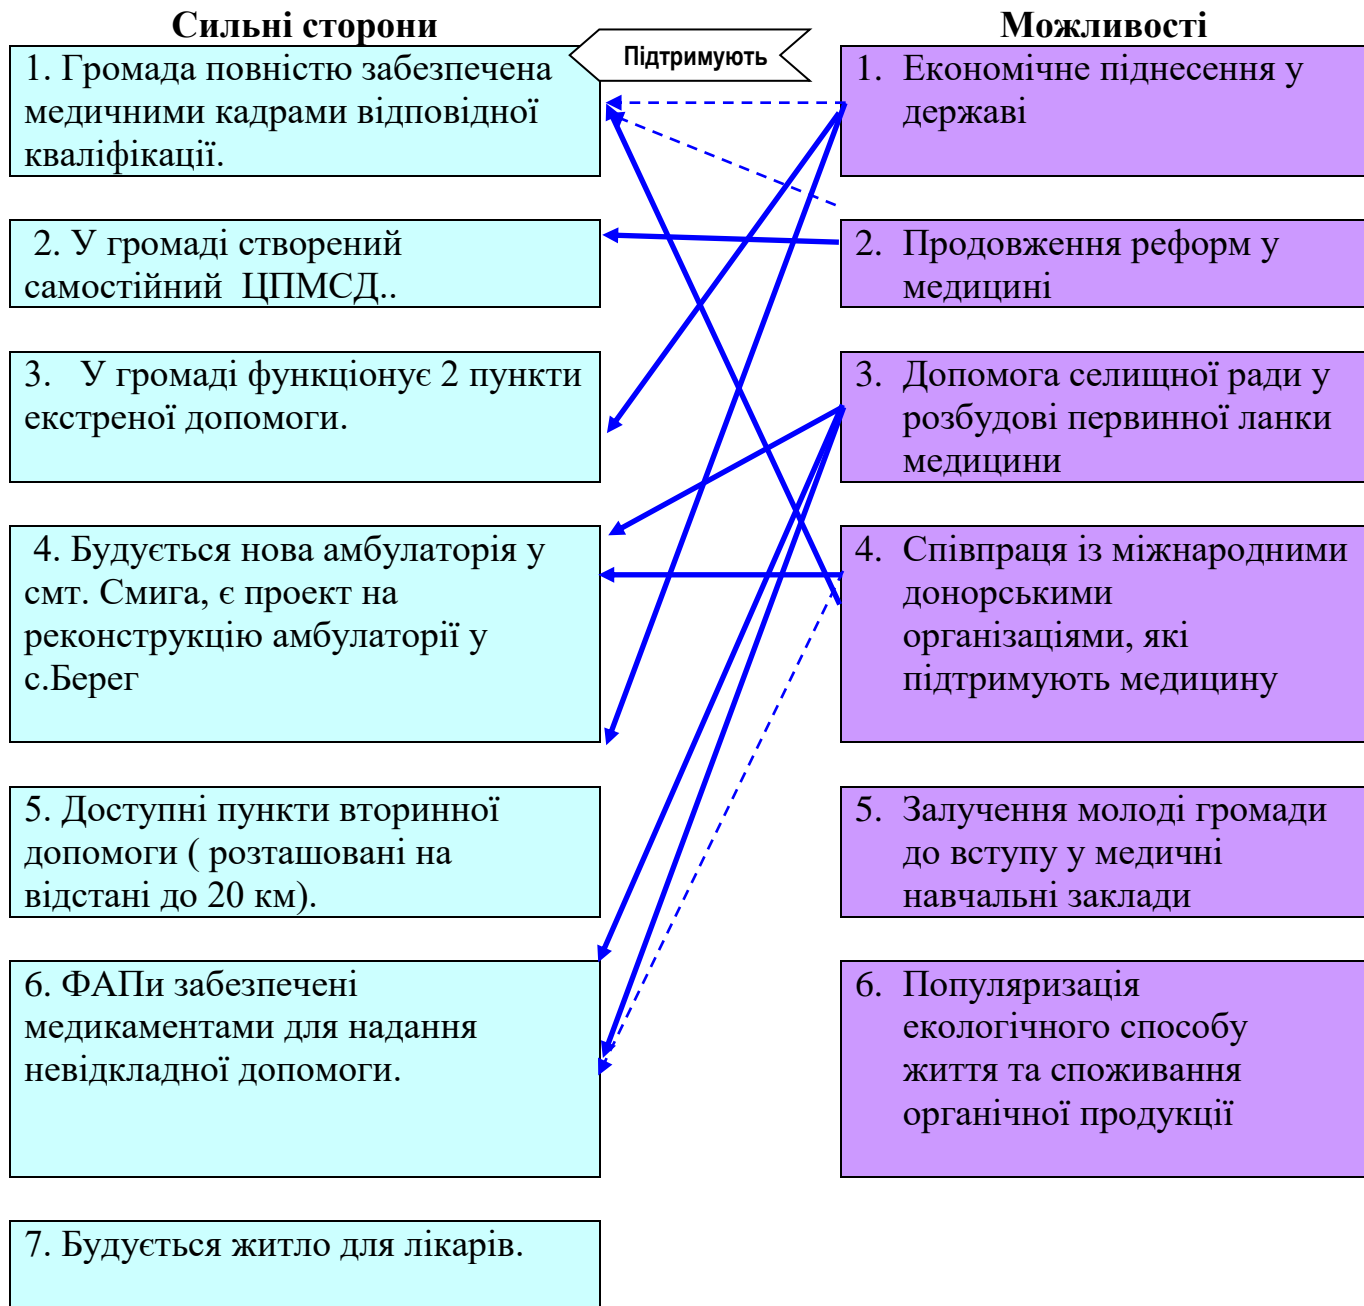 Сильні сторони
Підтримують
Можливості
1. Громада повністю забезпечена
медичними кадрами відповідної
кваліфікації.
2. У громаді створений
самостійний ЦПМСД..
3. У громаді функціонує 2 пункти
екстреної допомоги.
4. Будується нова амбулаторія у
смт. Смига, є проект на
реконструкцію амбулаторії у
с.Берег
5. Доступні пункти вторинної
допомоги ( розташовані на
відстані до 20 км).
6. ФАПи забезпечені
медикаментами для надання
невідкладної допомоги.
7. Будується житло для лікарів.
1. Економічне піднесення у
державі
2. Продовження реформ у
медицині
3. Допомога селищної ради у
розбудові первинної ланки
медицини
4. Співпраця із міжнародними
донорськими
організаціями, які
підтримують медицину
5. Залучення молоді громади
до вступу у медичні
навчальні заклади
6. Популяризація
екологічного способу
життя та споживання
органічної продукції